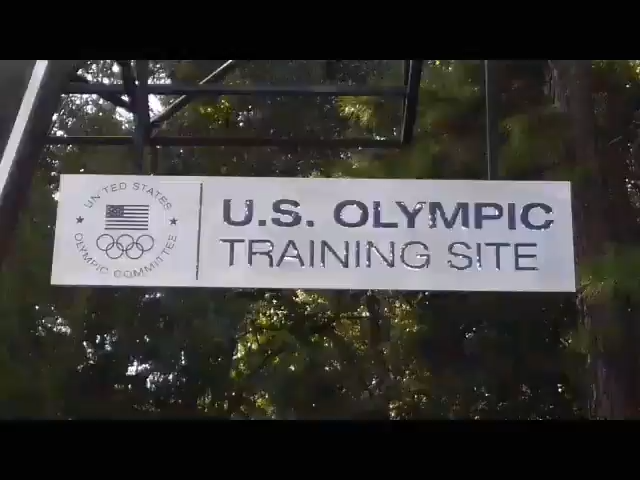 UNITED STATES
OLYMPIC COMMITTEE
U.S. OLYMPIC
TRAINING SITE